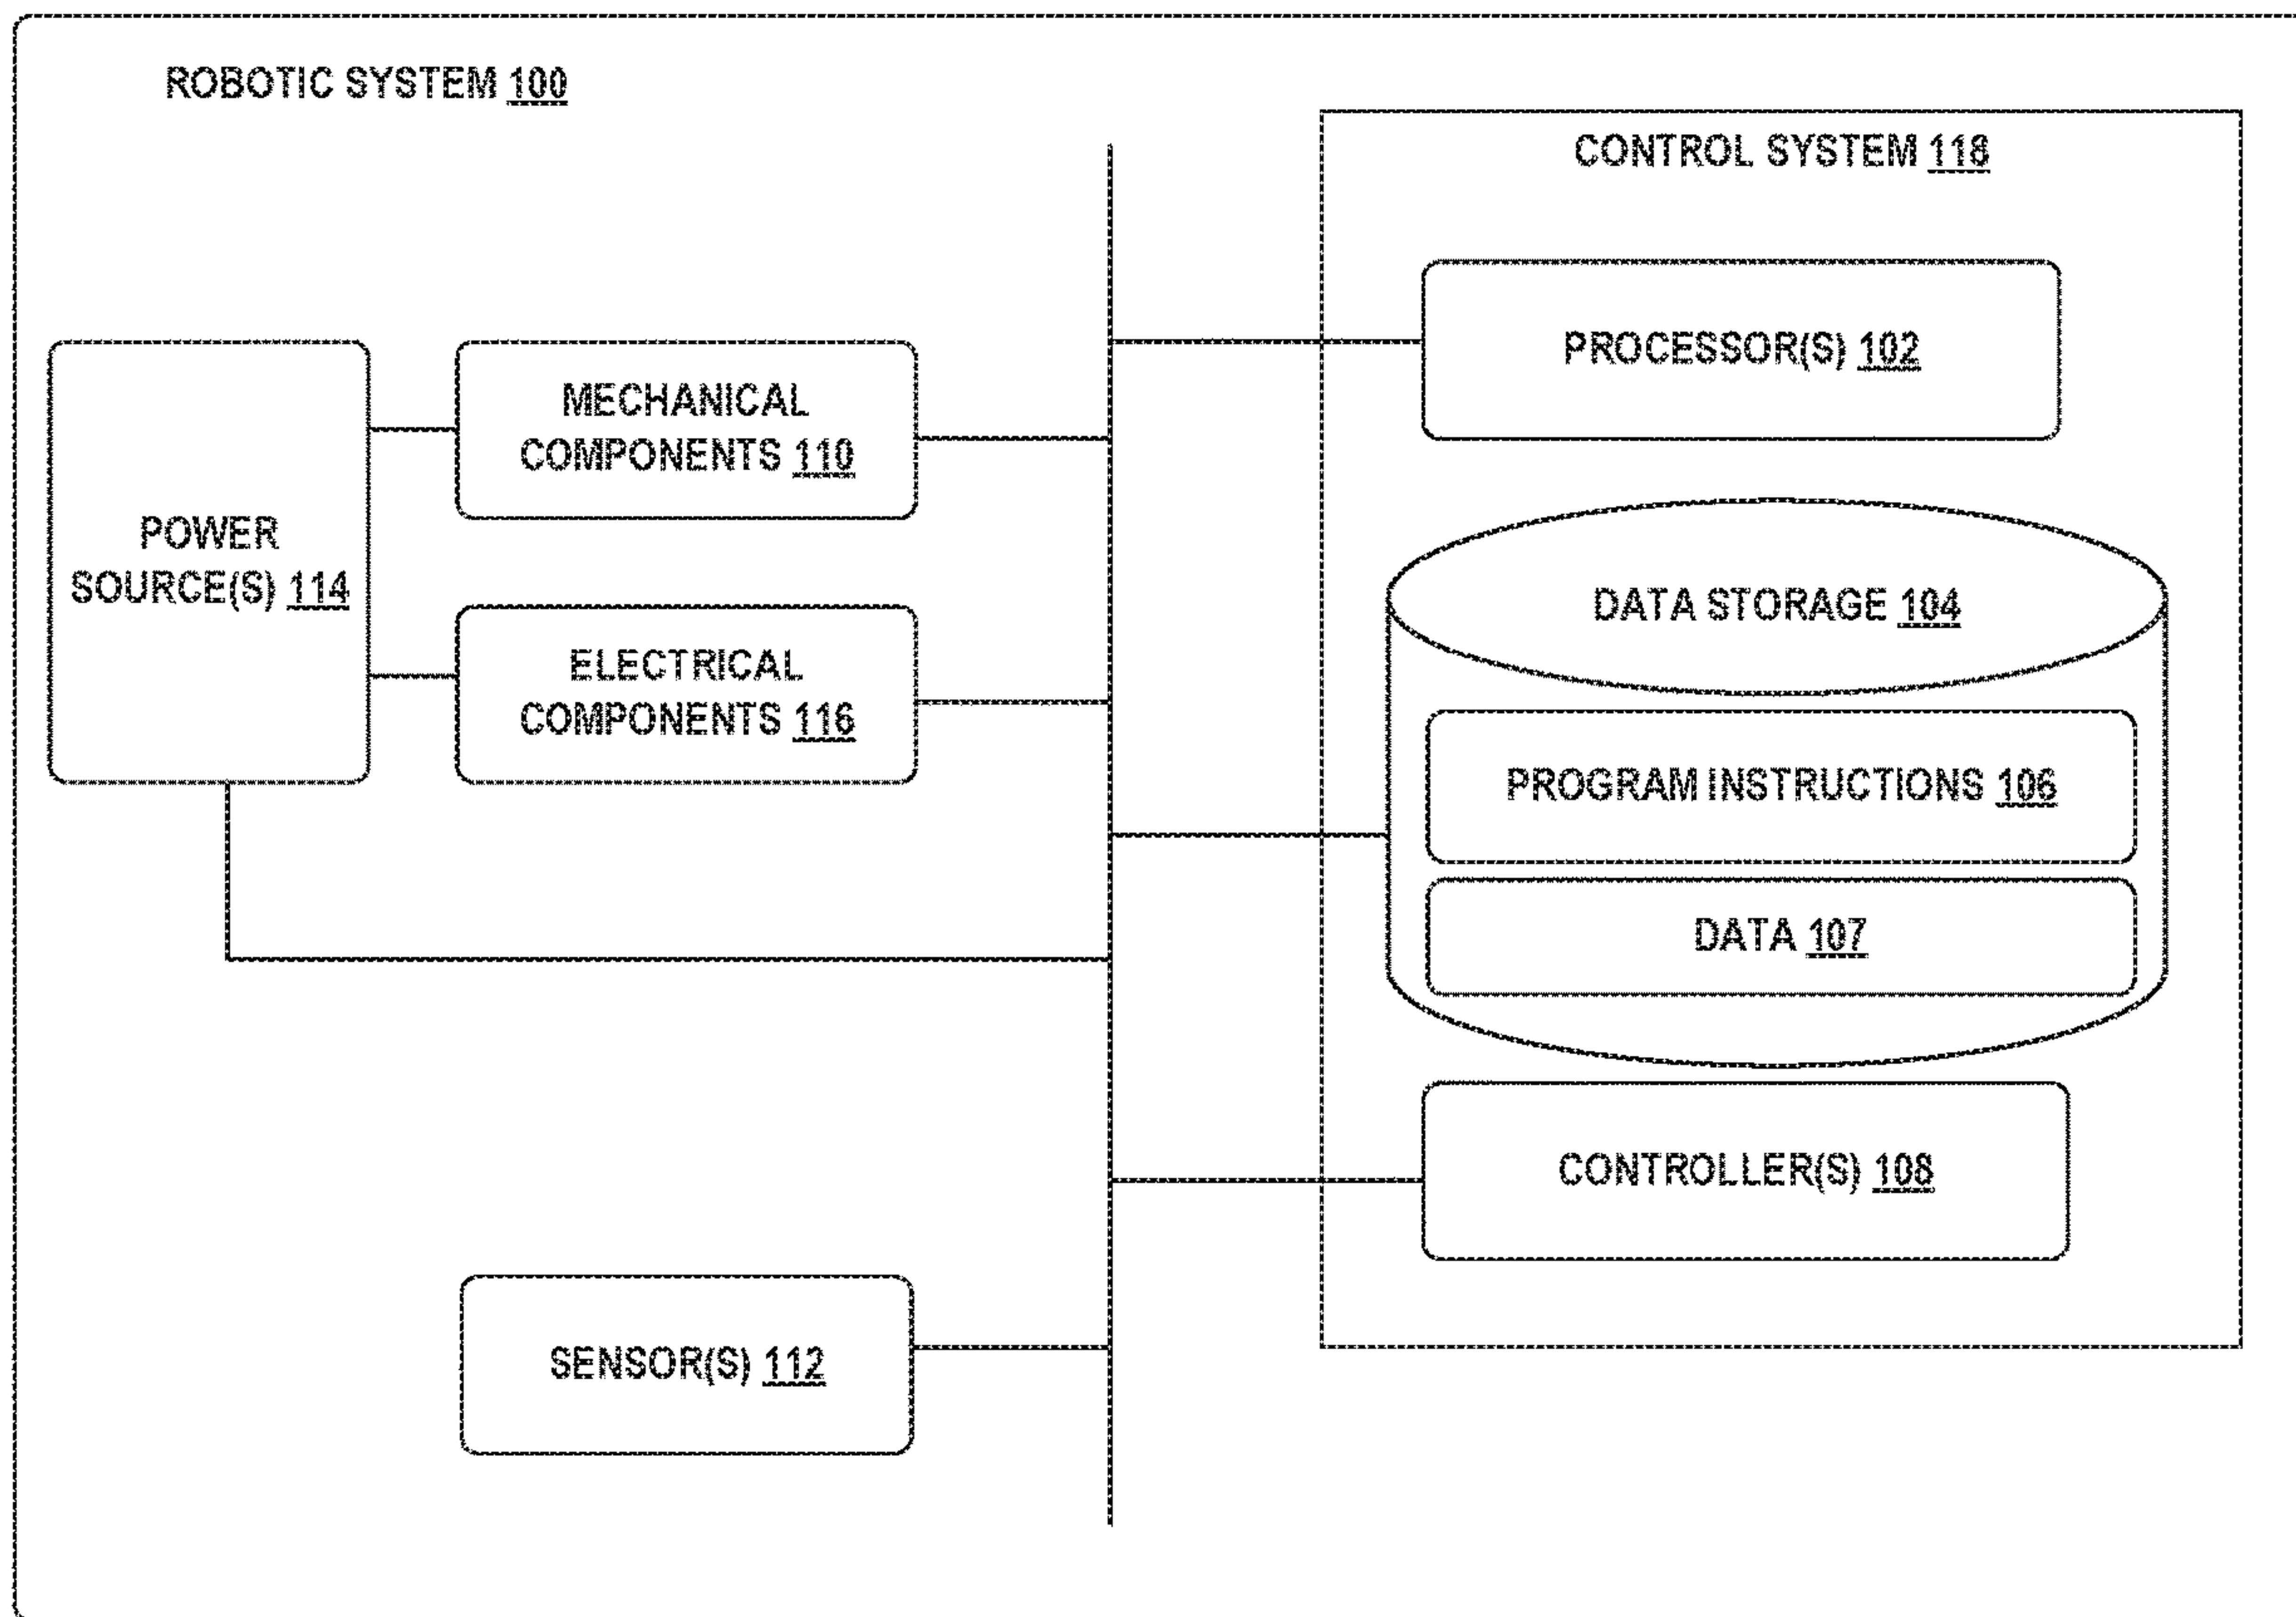 ROBOTIC SYSTEM 100
CONTROL SYSTEM 118
PROCESSOR(S) 102
MECHANICAL
COMPONENTS 110
POWER
SOURCE(S) 114
DATA STORAGE 104
ELECTRICAL
COMPONENTS 116
PROGRAM INSTRUCTIONS 106
DATA 107
CONTROLLER(S) 108
SENSOR(S) 112